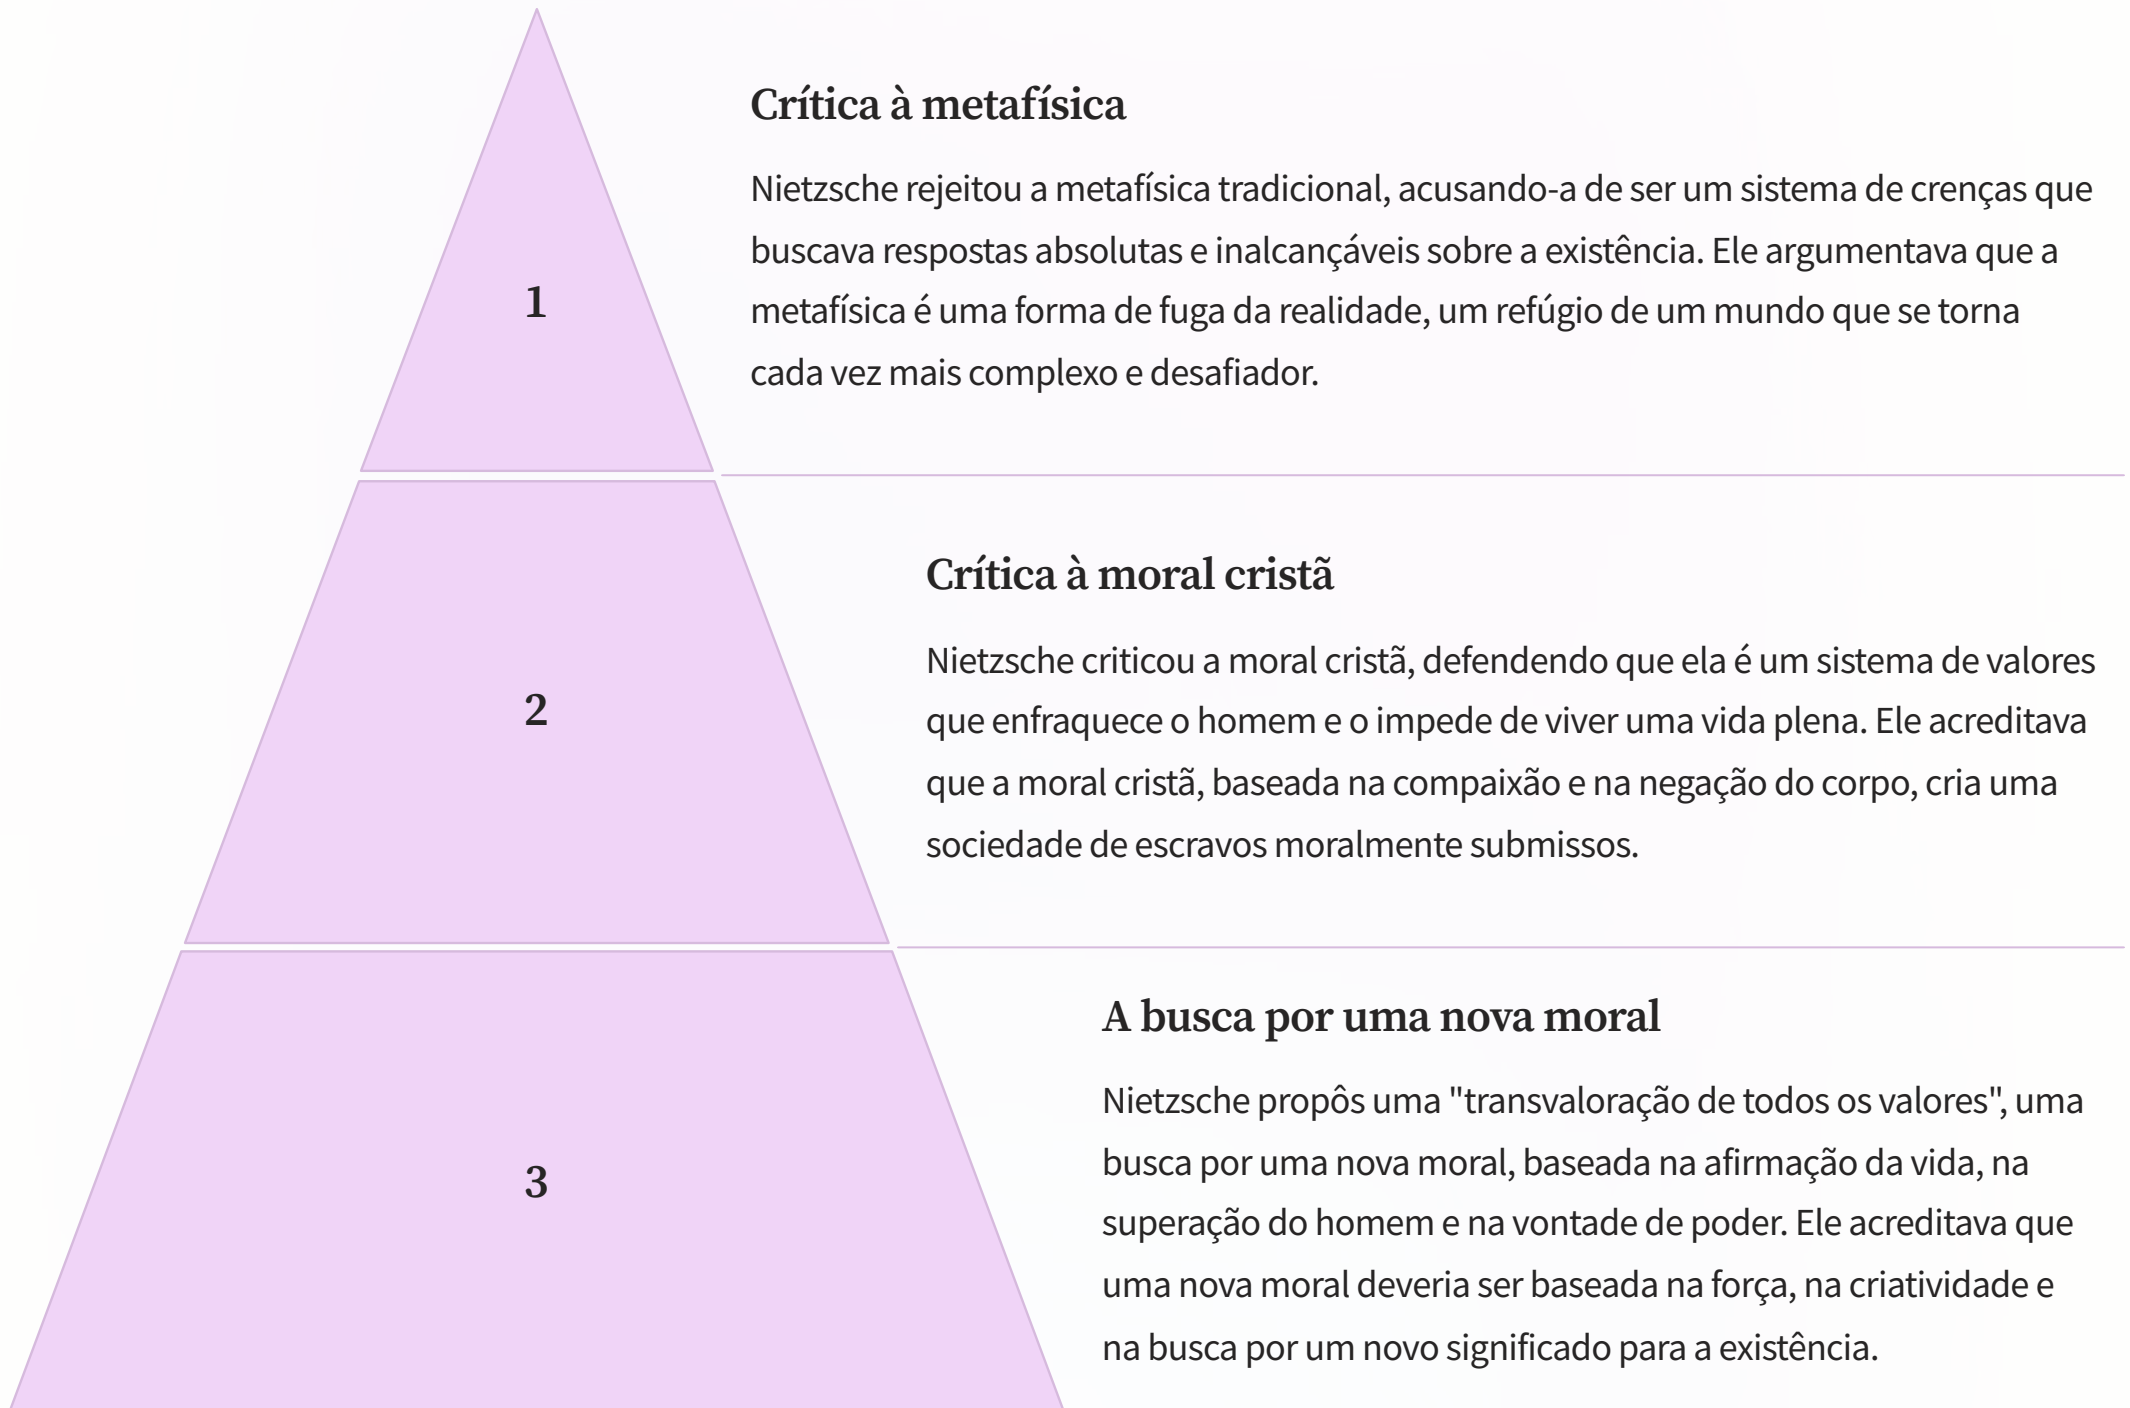 Crítica à metafísica
Nietzsche rejeitou a metafísica tradicional, acusando-a de ser um sistema de crenças que
buscava respostas absolutas e inalcançáveis sobre a existência. Ele argumentava que a
metafísica é uma forma de fuga da realidade, um refúgio de um mundo que se torna
cada vez mais complexo e desafiador.
1
Crítica à moral cristã
Nietzsche criticou a moral cristã, defendendo que ela é um sistema de valores
que enfraquece o homem e o impede de viver uma vida plena. Ele acreditava
que a moral cristã, baseada na compaixão e na negação do corpo, cria uma
sociedade de escravos moralmente submissos.
2
A busca por uma nova moral
Nietzsche propôs uma "transvaloração de todos os valores", uma
busca por uma nova moral, baseada na afirmação da vida, na
superação do homem e na vontade de poder. Ele acreditava que
uma nova moral deveria ser baseada na força, na criatividade e
na busca por um novo significado para a existência.
3